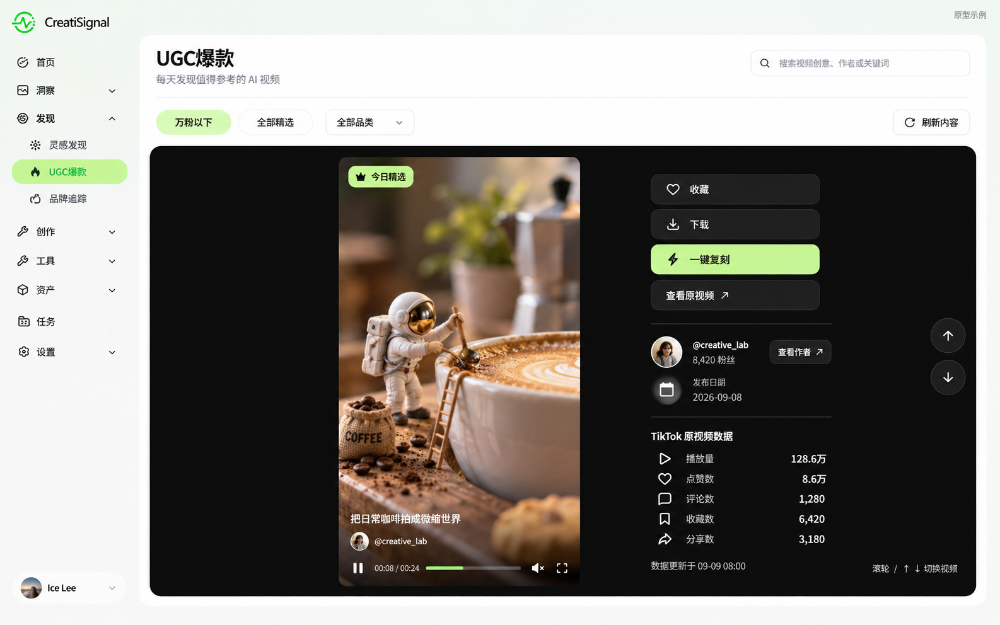 CreatiSignal
原型示例
首页
洞察
发现
灵感发现
UGC爆款
品牌追踪
创作
工具
资产
任务
设置
Ice Lee
UGC爆款
每天发现值得参考的 AI 视频
搜索视频创意、作者或关键词
万粉以下
全部精选
全部品类
刷新内容
今日精选
COFFEE
把日常咖啡拍成微缩世界
@creative_lab
00:08 / 00:24
收藏
下载
一键复刻
查看原视频 ↗
@creative_lab
8,420 粉丝
查看作者 ↗
发布日期
2026-09-08
TikTok 原视频数据
播放量 128.6万
点赞数 8.6万
评论数 1,280
收藏数 6,420
分享数 3,180
数据更新于 09-09 08:00
滚轮 / ↑ ↓ 切换视频